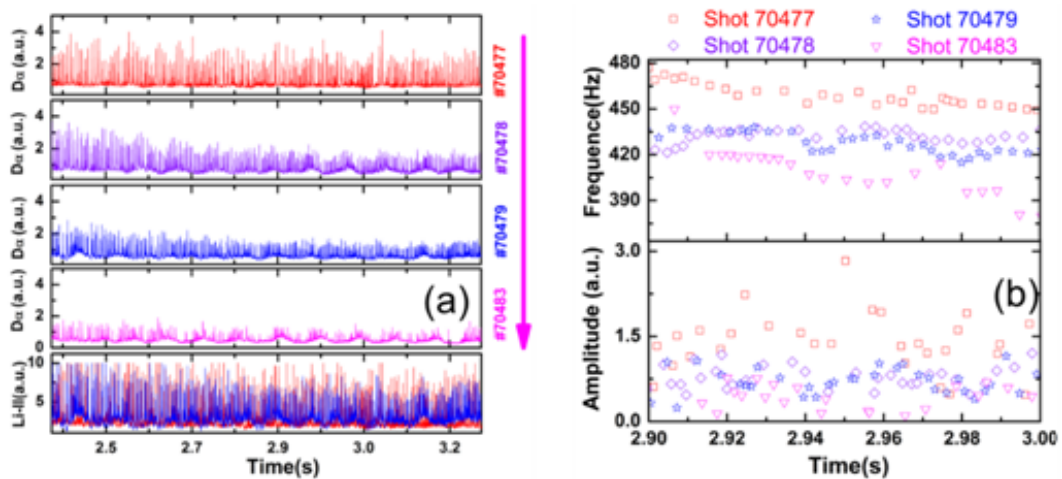 4
2
Dα (a.u.)
#70477
4
2
Dα (a.u.)
#70478
4
2
Dα (a.u.)
#70479
4
2
0
Dα (a.u.)
(a)
#70483
10
5
Li-II(a.u.)
2.5 2.6 2.7 2.8 2.9 3.0 3.1 3.2
Time(s)
Shot 70477 Shot 70479
Shot 70478 Shot 70483
480
450
420
390
Frequence(Hz)
3.0
1.5
0.0
Amplitude (a.u.)
(b)
2.90 2.92 2.94 2.96 2.98 3.00
Time(s)